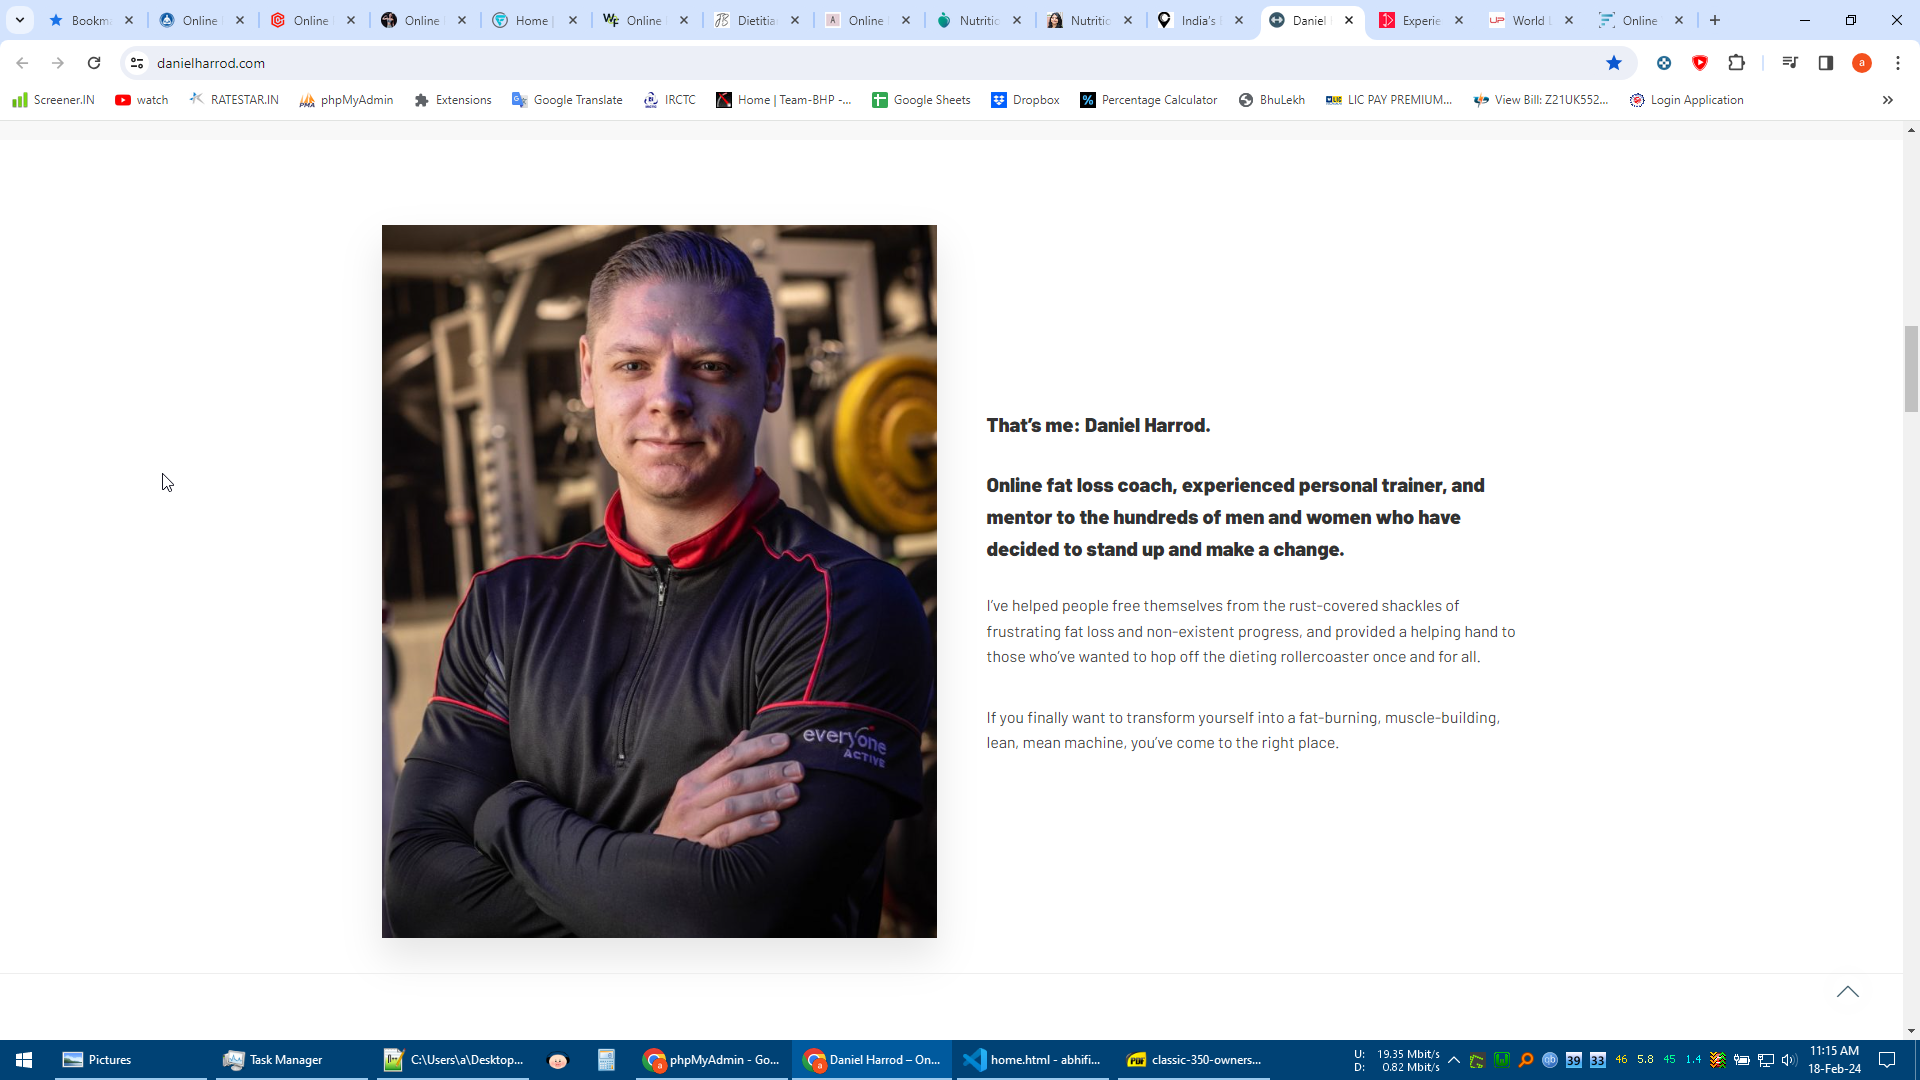 Bookma
Online
Online
Online
Home |
Online
Dietitia
Online
Nutritio
Nutritio
India's
Daniel
Experie
World
Online
danielharrod.com
a
Screener.IN
watch
RATESTAR.IN
phpMyAdmin
Extensions
Google Translate
IRCTC
Home | Team-BHP -...
Google Sheets
Dropbox
Percentage Calculator
BhuLekh
LIC PAY PREMIUM...
View Bill: Z21UK552...
Login Application
That's me: Daniel Harrod.
Online fat loss coach, experienced personal trainer, and
mentor to the hundreds of men and women who have
decided to stand up and make a change.
I've helped people free themselves from the rust-covered shackles of
frustrating fat loss and non-existent progress, and provided a helping hand to
those who've wanted to hop off the dieting rollercoaster once and for all.
If you finally want to transform yourself into a fat-burning, muscle-building,
lean, mean machine, you've come to the right place.
everyone
ACTIVE
Pictures
Task Manager
C:\Users\a\Desktop...
phpMyAdmin - Go...
Daniel Harrod – On...
home.html - abhifi...
classic-350-owners...
U: 19.35 Mbit/s
D: 0.82 Mbit/s
39
33
46
5.8
45
1.4
11:15 AM
18-Feb-24